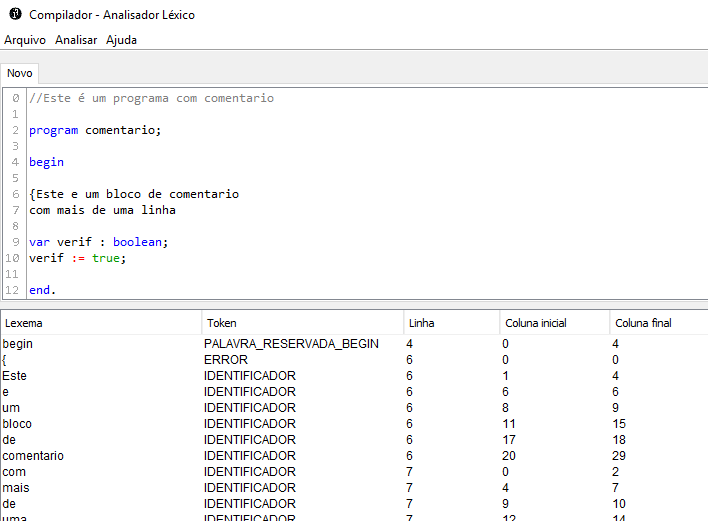 Compilador - Analisador Léxico
Arquivo Analisar Ajuda
Novo
0 //Este é um programa com comentario
1
2 program comentario;
3
4 begin
5
6 {Este e um bloco de comentario
7 com mais de uma linha
8
9 var verif : boolean;
10 verif := true;
11
12 end.
Lexema Token Linha Coluna inicial Coluna final
begin PALAVRA_RESERVADA_BEGIN 4 0 4
{ ERROR 6 0 0
Este IDENTIFICADOR 6 1 4
e IDENTIFICADOR 6 6 6
um IDENTIFICADOR 6 8 9
bloco IDENTIFICADOR 6 11 15
de IDENTIFICADOR 6 17 18
comentario IDENTIFICADOR 6 20 29
com IDENTIFICADOR 7 0 2
mais IDENTIFICADOR 7 4 7
de IDENTIFICADOR 7 9 10
uma IDENTIFICADOR 7 12 14